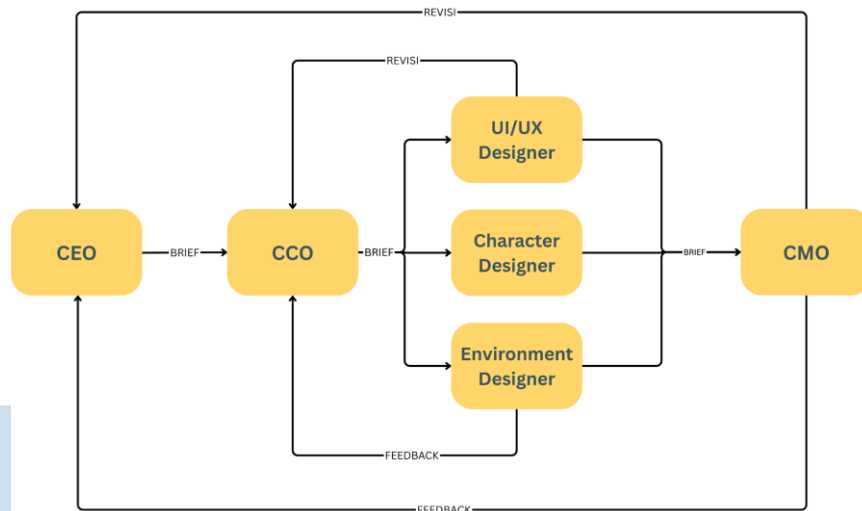 REVISI
REVISI
UI/UX
Designer
CEO
BRIEF
CCO
BRIEF
Character
Designer
BRIEF
CMO
Environment
Designer
FEEDBACK
FEEDBACK